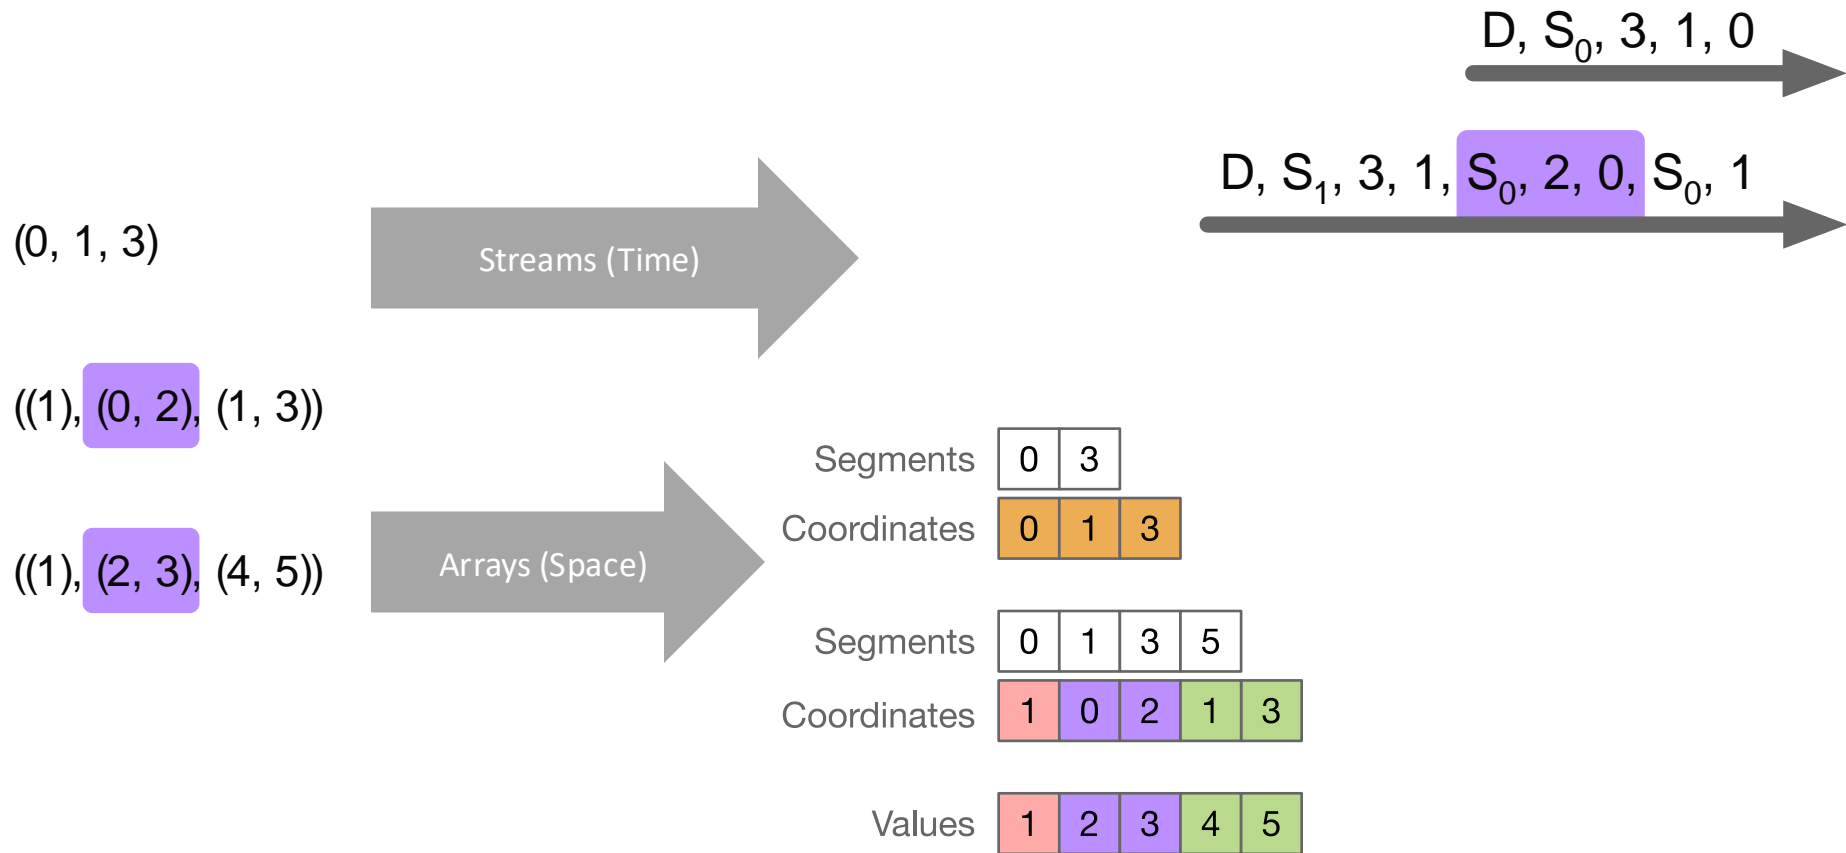 D, S₀, 3, 1, 0
D, S₁, 3, 1, S₀, 2, 0, S₀, 1
(0, 1, 3)
Streams (Time)
((1), (0, 2), (1, 3))
((1), (2, 3), (4, 5))
Arrays (Space)
Segments 0 3
Coordinates 0 1 3
Segments 0 1 3 5
Coordinates 1 0 2 1 3
Values 1 2 3 4 5